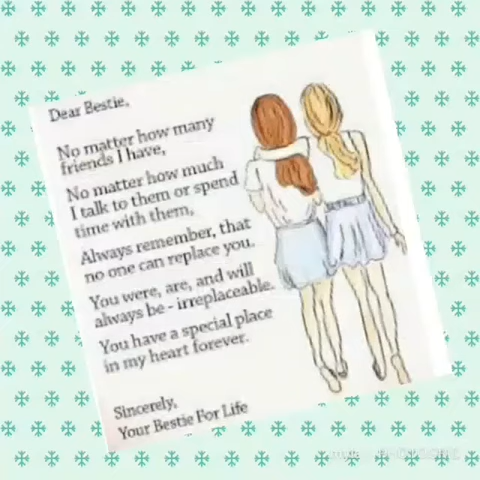 Dear Bestie,
No matter how many
friends I have,
No matter how much
I talk to them or spend
time with them,
Always remember, that
no one can replace you.
You were, are, and will
always be - irreplaceable.
You have a special place
in my heart forever.
Sincerely,
Your Bestie For Life